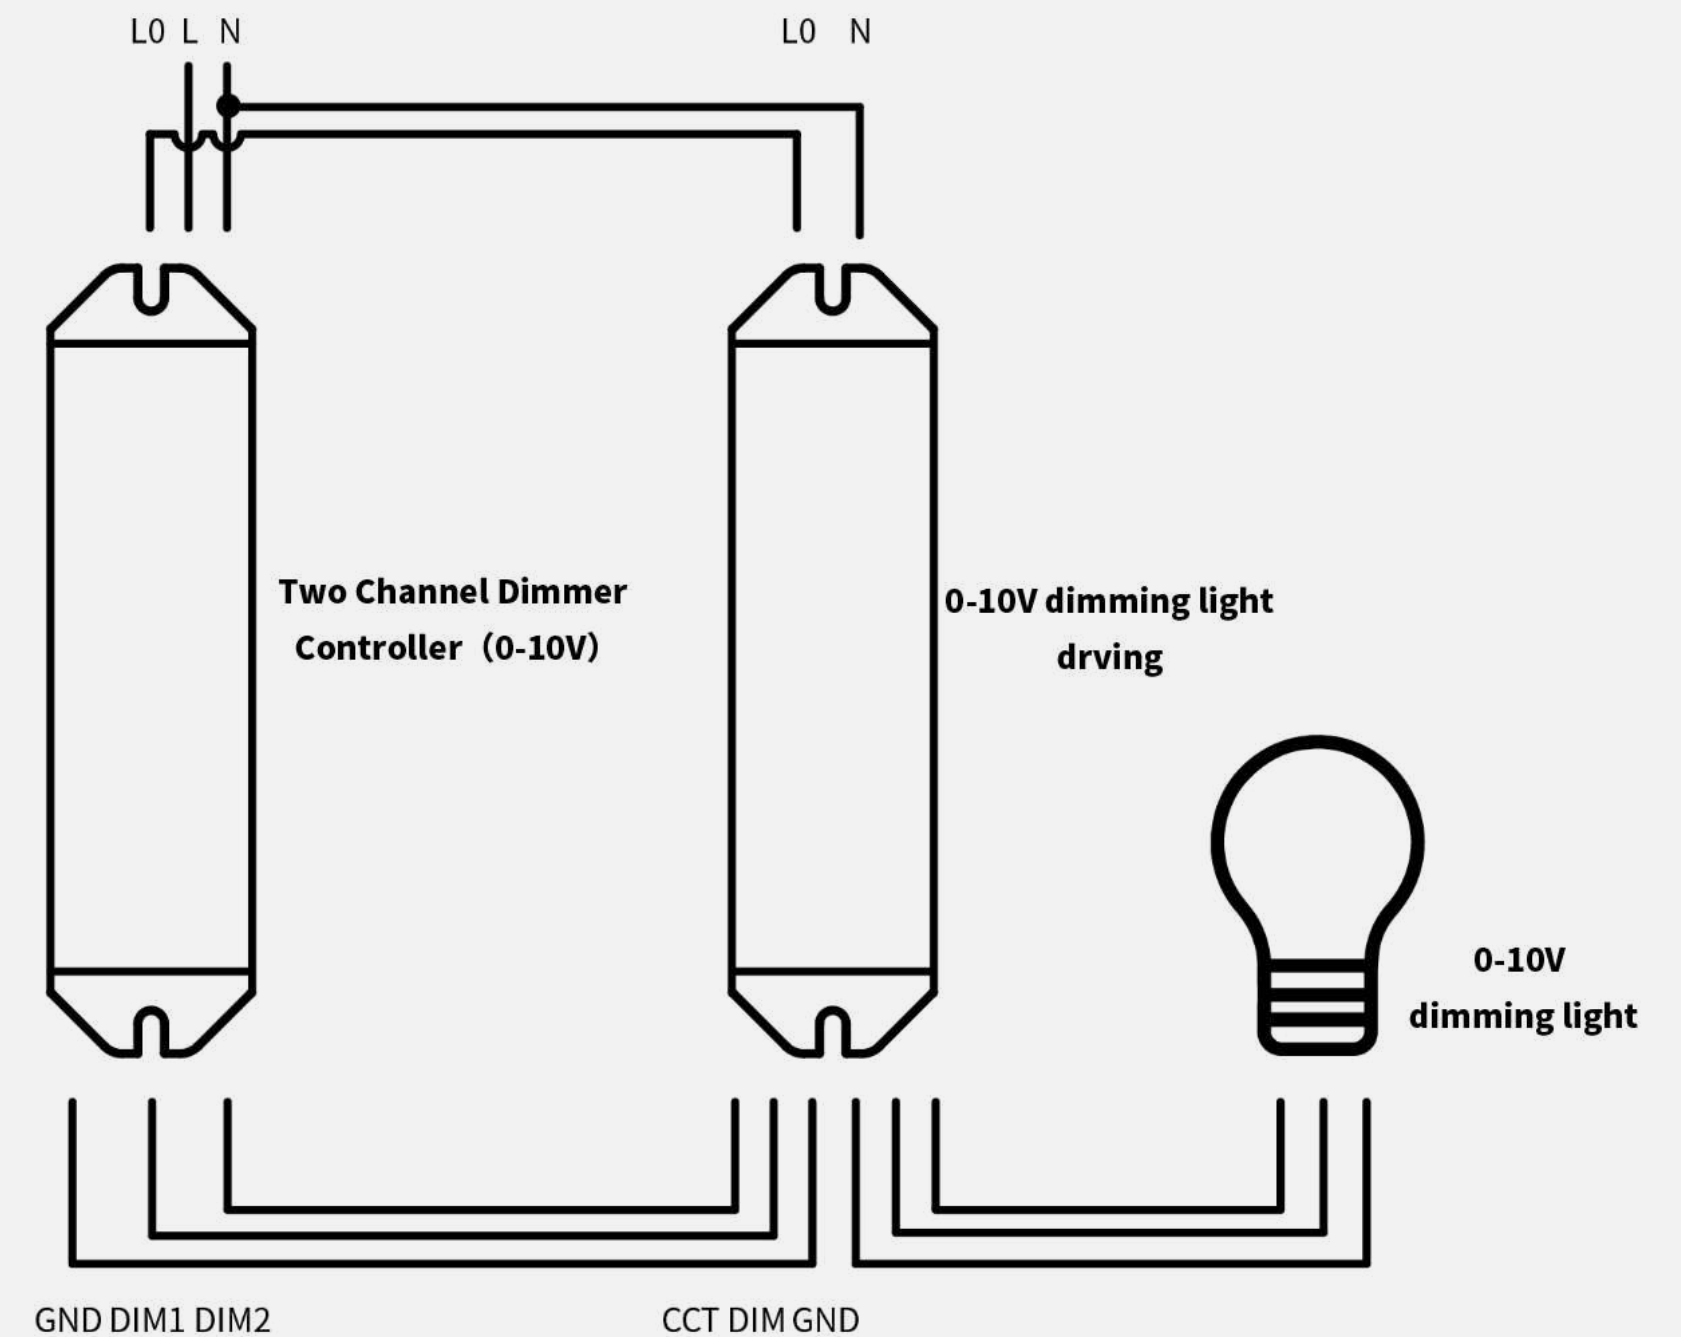 L0 L N
L0 N
Two Channel Dimmer
Controller（0-10V）
0-10V dimming light
drving
0-10V
dimming light
GND DIM1 DIM2
CCT DIM GND